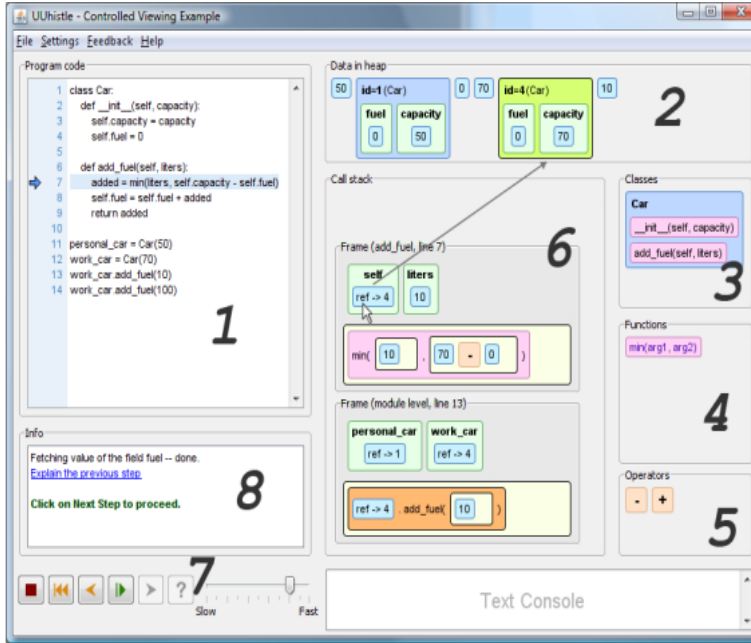 UUhistle - Controlled Viewing Example
File Settings Feedback Help
Program code
1 class Car:
2 def __init__(self, capacity):
3 self.capacity = capacity
4 self.fuel = 0
5
6 def add_fuel(self, liters):
7 added = min(liters, self.capacity - self.fuel)
8 self.fuel = self.fuel + added
9 return added
10
11 personal_car = Car(50)
12 work_car = Car(70)
13 work_car.add_fuel(10)
14 work_car.add_fuel(100)
1
Info
Fetching value of the field fuel -- done.
Explain the previous step
Click on Next Step to proceed.
8
7
?
Slow Fast
Data in heap
50 id=1 (Car) 0 70 id=4 (Car) 10
fuel capacity fuel capacity
0 50 0 70
2
Call stack
6
Frame (add_fuel, line 7)
self liters
ref -> 4 10
min( 10 , 70 - 0 )
Frame (module level, line 13)
personal_car work_car
ref -> 1 ref -> 4
ref -> 4 . add_fuel( 10 )
Classes
Car
__init__(self, capacity)
add_fuel(self, liters)
3
Functions
min(arg1, arg2)
4
Operators
- +
5
Text Console